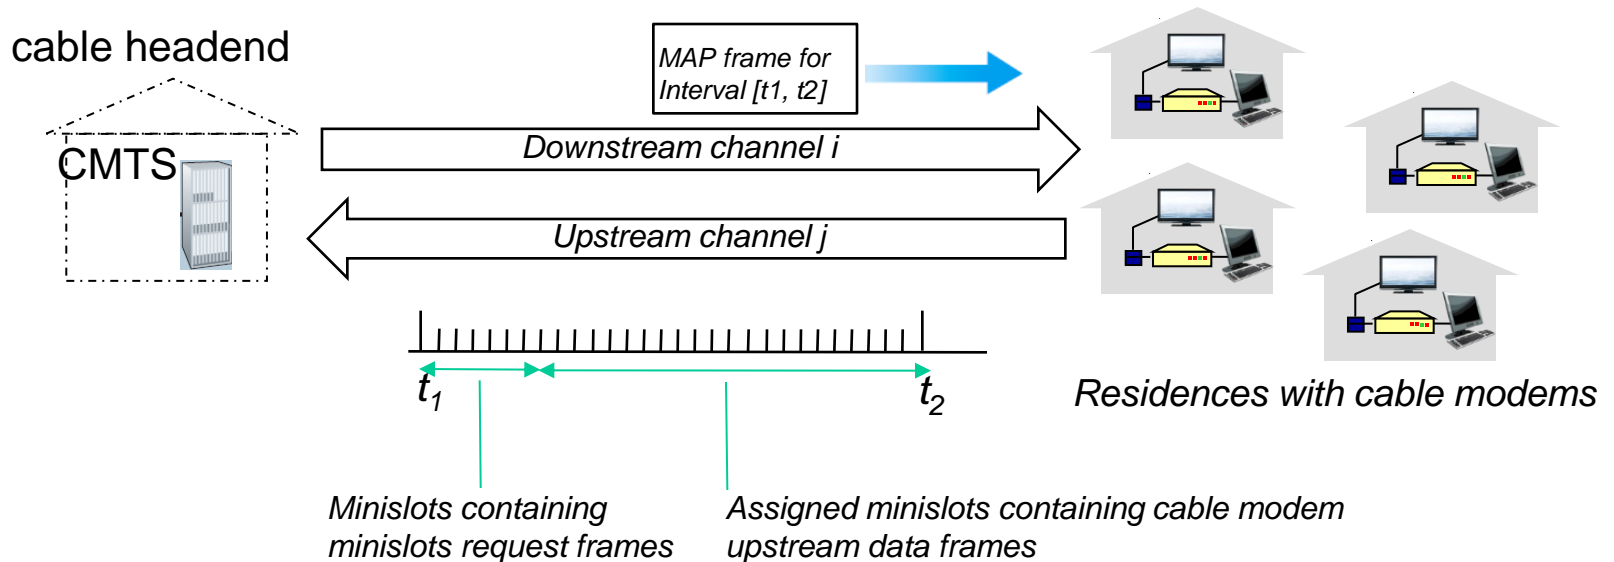 cable headend
MAP frame for
Interval [t1, t2]
CMTS
Downstream channel i
Upstream channel j
t1
t2
Residences with cable modems
Minislots containing
minislots request frames
Assigned minislots containing cable modem
upstream data frames